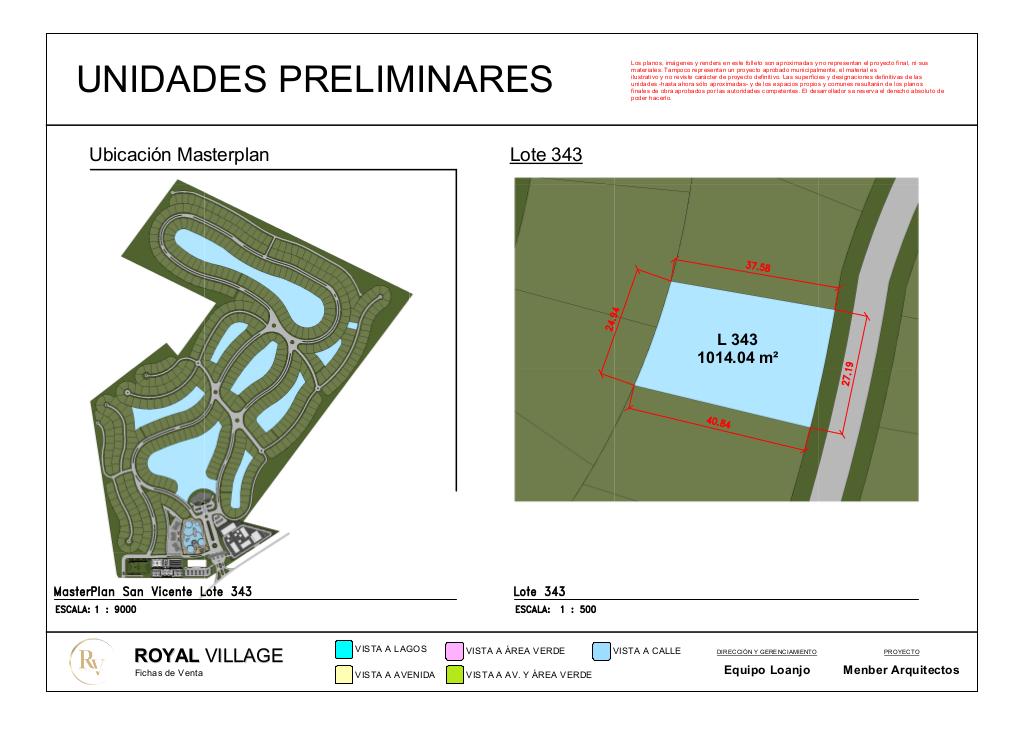 UNIDADES PRELIMINARES
Los planos, imágenes y renders en este folleto son aproximadas y no representan el proyecto final, ni sus
materiales. Tampoco representan un proyecto aprobado municipalmente, el material es
ilustrativo y no reviste carácter de proyecto definitivo. Las superficies y designaciones definitivas de las
unidades -hasta ahora sólo aproximadas- y de los espacios propios y comunes resultarán de los planos
finales de obra aprobados por las autoridades competentes. El desarrollador se reserva el derecho absoluto de
poder hacerlo.
Ubicación Masterplan
Lote 343
37.58
24.94
L 343
1014.04 m²
27.19
40.84
MasterPlan San Vicente Lote 343
ESCALA: 1 : 9000
Lote 343
ESCALA: 1 : 500
RV
ROYAL VILLAGE
Fichas de Venta
VISTA A LAGOS
VISTA A ÁREA VERDE
VISTA A CALLE
VISTA A AVENIDA
VISTA A AV. Y ÁREA VERDE
DIRECCIÓN Y GERENCIAMIENTO
Equipo Loanjo
PROYECTO
Menber Arquitectos